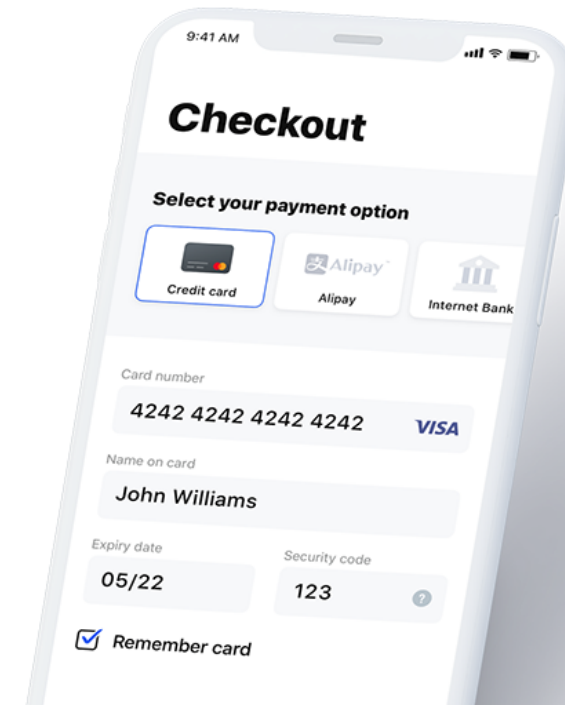 9:41 AM
Checkout
Select your payment option
Alipay
Credit card
Alipay
Internet Bank
Card number
4242 4242 4242 4242
VISA
Name on card
John Williams
Expiry date
Security code
05/22
123
?
Remember card